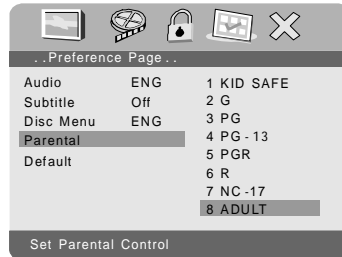 . . Preference Page . .
Audio ENG
Subtitle Off
Disc Menu ENG
Parental
Default
1 KID SAFE
2 G
3 PG
4 PG - 13
5 PGR
6 R
7 NC -17
8 ADULT
Set Parental Control